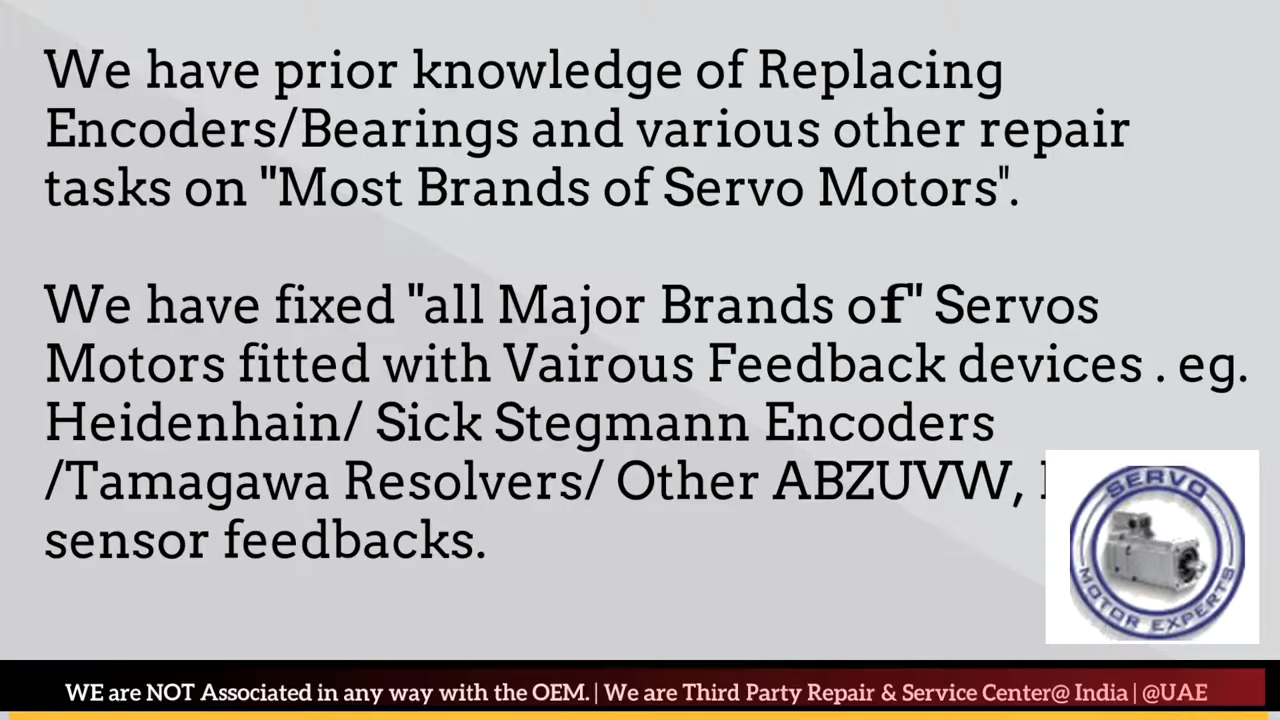 We have prior knowledge of Replacing
Encoders/Bearings and various other repair
tasks on "Most Brands of Servo Motors".
We have fixed "all Major Brands of" Servos
Motors fitted with Vairous Feedback devices . eg.
Heidenhain/ Sick Stegmann Encoders
/Tamagawa Resolvers/ Other ABZUVW,
sensor feedbacks.
SERVO
MOTOR EXPERTS
WE are NOT Associated in any way with the OEM. | We are Third Party Repair & Service Center@ India | @UAE